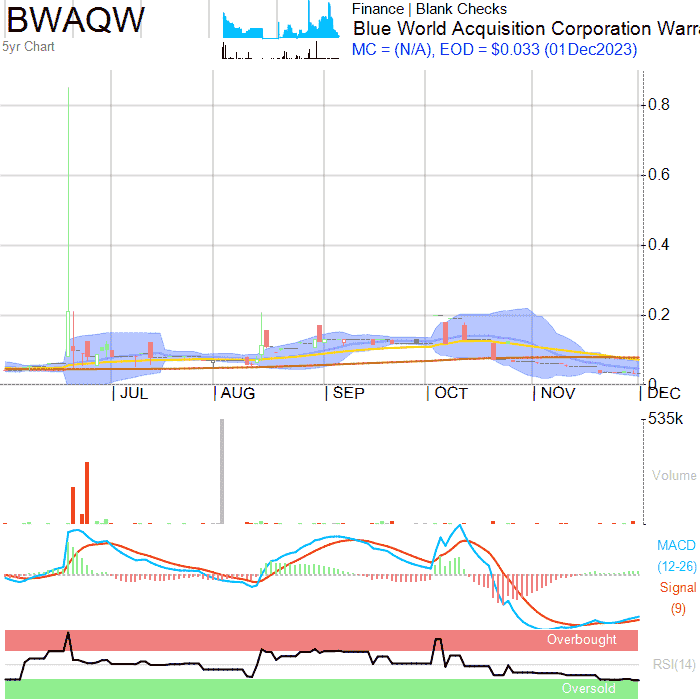 BWAQW
5yr Chart
Finance | Blank Checks
Blue World Acquisition Corporation Warra
MC = (N/A), EOD = $0.033 (01Dec2023)
0.8
0.6
0.4
0.2
0
JUL AUG SEP OCT NOV DEC
535k
Volume
MACD
(12-26)
Signal
(9)
Overbought
RSI(14)
Oversold